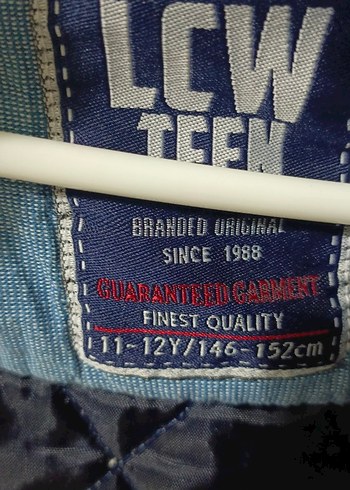 LCW
TEEN
BRANDED ORIGINAL
SINCE 1988
GUARANTEED GARMENT
FINEST QUALITY
11-12Y/146-152cm